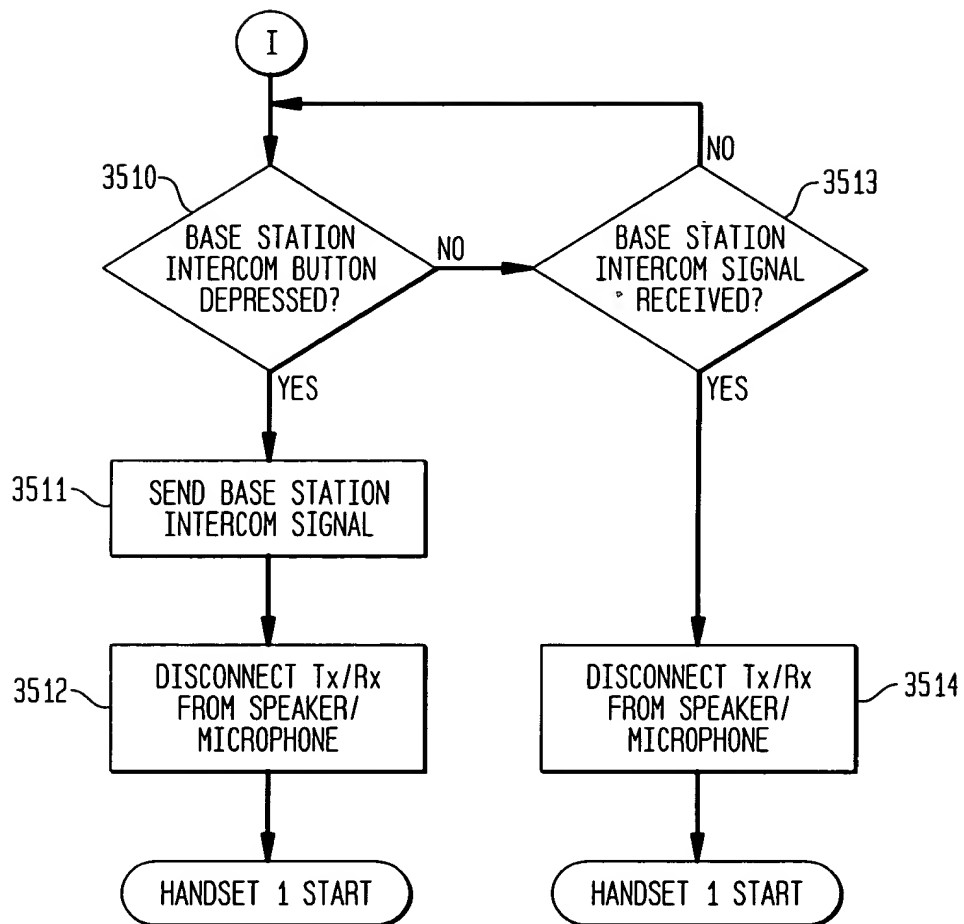 I
3510
BASE STATION
INTERCOM BUTTON
DEPRESSED?
NO
YES
3513
BASE STATION
INTERCOM SIGNAL
RECEIVED?
NO
YES
3511
SEND BASE STATION
INTERCOM SIGNAL
3512
DISCONNECT Tx/Rx
FROM SPEAKER/
MICROPHONE
3514
DISCONNECT Tx/Rx
FROM SPEAKER/
MICROPHONE
HANDSET 1 START
HANDSET 1 START